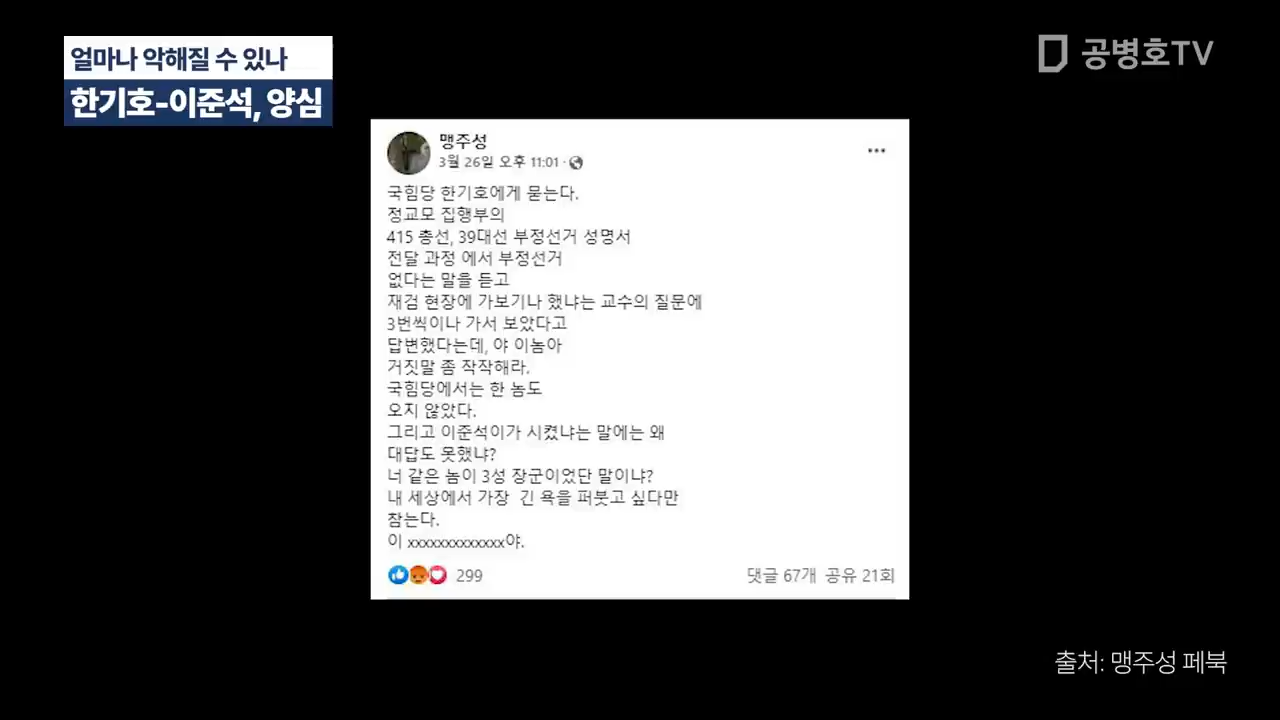 얼마나 악해질 수 있나
한기호-이준석, 양심
공병호TV
맹주성
3월 26일 오후 11:01 ·
국힘당 한기호에게 묻는다.
정교모 집행부의
415 총선, 39대선 부정선거 성명서
전달 과정 에서 부정선거
없다는 말을 듣고
재검 현장에 가보기나 했냐는 교수의 질문에
3번씩이나 가서 보았다고
답변했다는데, 야 이놈아
거짓말 좀 작작해라.
국힘당에서는 한 놈도
오지 않았다.
그리고 이준석이가 시켰냐는 말에는 왜
대답도 못했냐?
너 같은 놈이 3성 장군이었단 말이냐?
내 세상에서 가장 긴 욕을 퍼붓고 싶다만
참는다.
이 xxxxxxxxxxxxx야.
299
댓글 67개 공유 21회
출처: 맹주성 페북